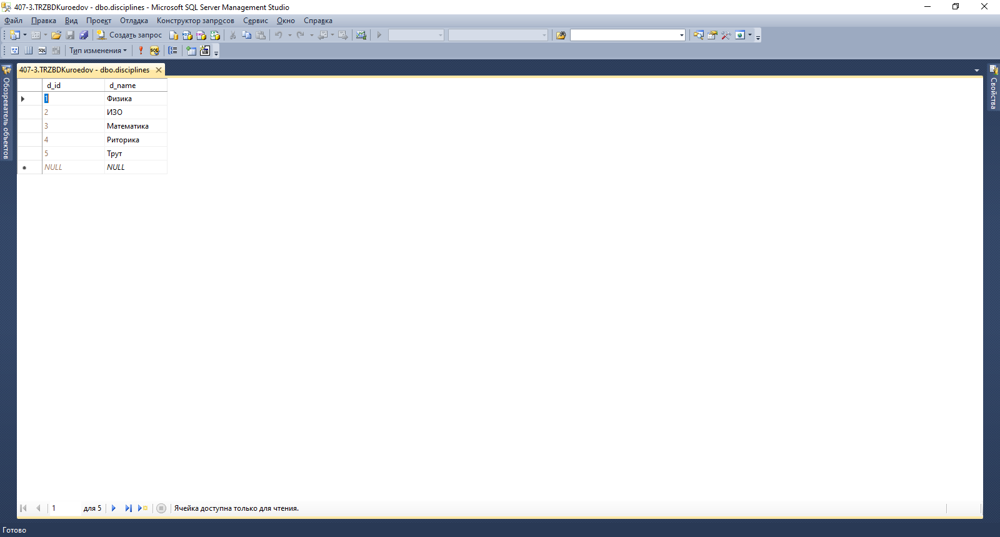 407-3.TRZBDKuroedov - dbo.disciplines - Microsoft SQL Server Management Studio
Файл Правка Вид Проект Отладка Конструктор запросов Сервис Окно Справка
Создать запрос
Тип изменения
407-3.TRZBDKuroedov - dbo.disciplines
Обозреватель объектов
Свойства
d_id d_name
1 Физика
2 ИЗО
3 Математика
4 Риторика
5 Трут
NULL NULL
1 для 5 Ячейка доступна только для чтения.
Готово